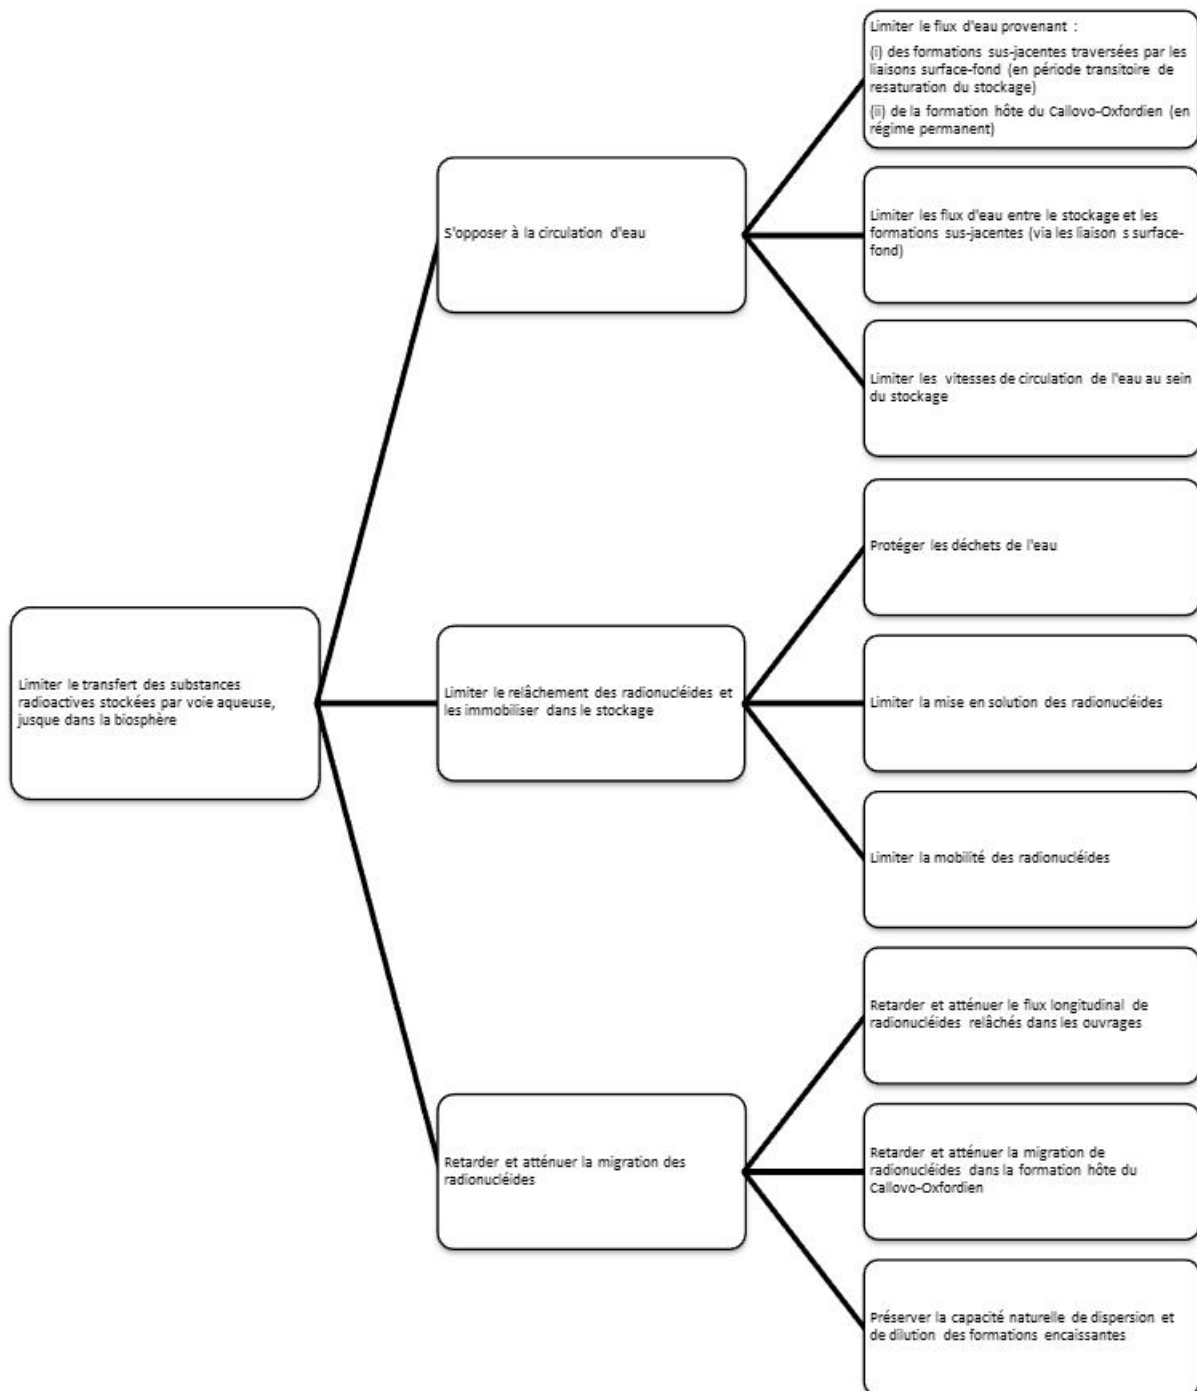 Limiter le flux d'eau provenant :
(i) des formations sus-jacentes traversées par les
liaisons surface-fond (en période transitoire de
resaturation du stockage)
(ii) de la formation hôte du Callovo-Oxfordien (en
régime permanent)
S'opposer à la circulation d'eau
Limiter les flux d'eau entre le stockage et les
formations sus-jacentes (via les liaison s surface-
fond)
Limiter les vitesses de circulation de l'eau au sein
du stockage
Protéger les déchets de l'eau
Limiter le transfert des substances
radioactives stockées par voie aqueuse,
jusque dans la biosphère
Limiter le relâchement des radionucléides et
les immobiliser dans le stockage
Limiter la mise en solution des radionucléides
Limiter la mobilité des radionucléides
Retarder et atténuer le flux longitudinal de
radionucléides relâchés dans les ouvrages
Retarder et atténuer la migration des
radionucléides
Retarder et atténuer la migration de
radionucléides dans la formation hôte du
Callovo-Oxfordien
Préserver la capacité naturelle de dispersion et
de dilution des formations encaissantes